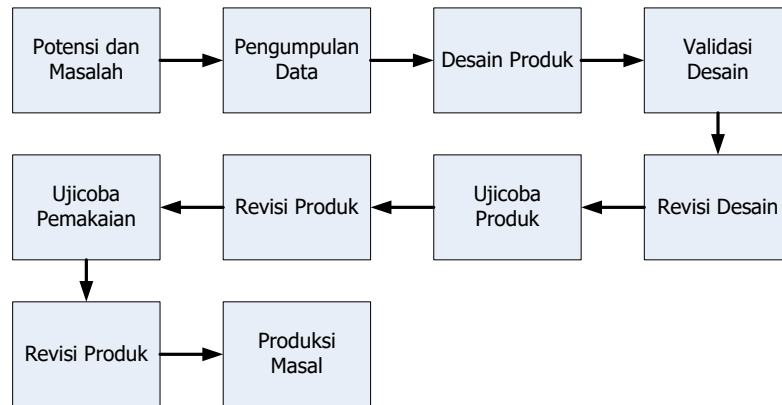 Potensi dan
Masalah
Pengumpulan
Data
Desain Produk
Validasi
Desain
Revisi Desain
Ujicoba
Produk
Revisi Produk
Ujicoba
Pemakaian
Revisi Produk
Produksi
Masal